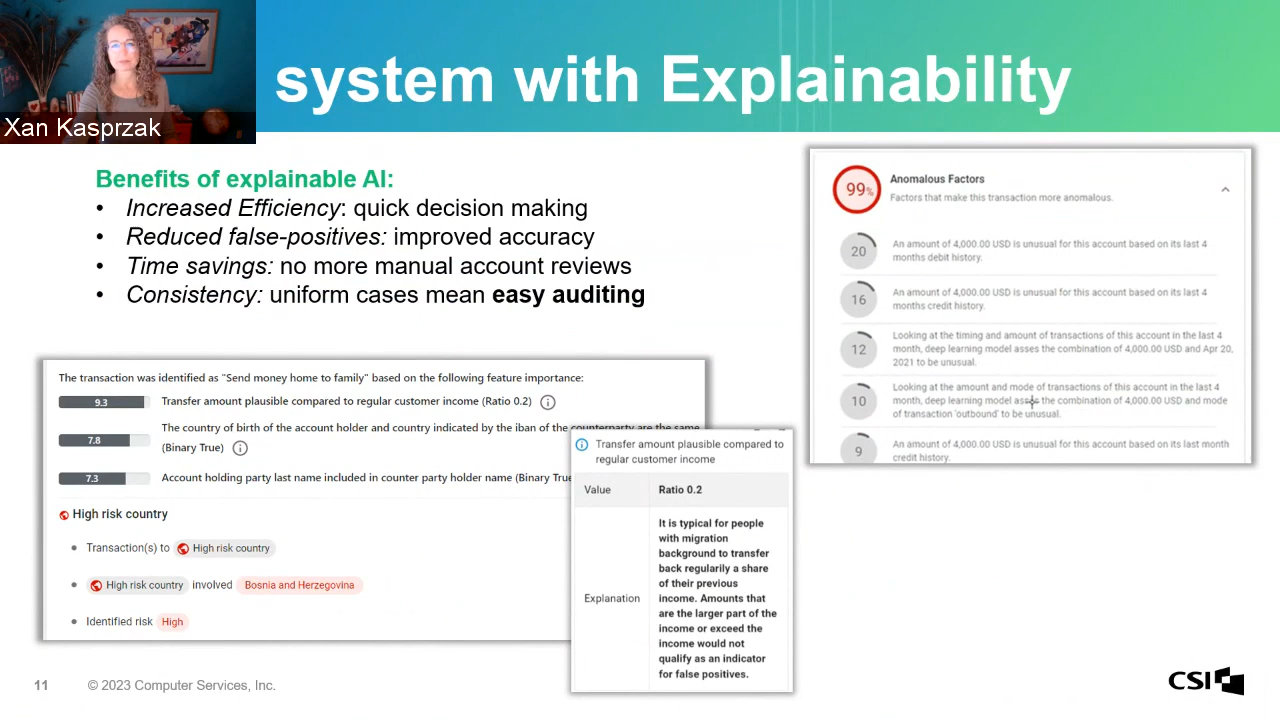 system with Explainability
Xan Kasprzak
Benefits of explainable AI:
• Increased Efficiency: quick decision making
• Reduced false-positives: improved accuracy
• Time savings: no more manual account reviews
• Consistency: uniform cases mean easy auditing
99%
Anomalous Factors
Factors that make this transaction more anomalous.
20
An amount of 4,000.00 USD is unusual for this account based on its last 4
months debit history.
16
An amount of 4,000.00 USD is unusual for this account based on its last 4
months credit history.
12
Looking at the timing and amount of transactions of this account in the last 4
month, deep learning model asses the combination of 4,000.00 USD and Apr 20,
2021 to be unusual.
10
Looking at the amount and mode of transactions of this account in the last 4
month, deep learning model asses the combination of 4,000.00 USD and mode
of transaction 'outbound' to be unusual.
9
An amount of 4,000.00 USD is unusual for this account based on its last month
credit history.
The transaction was identified as "Send money home to family" based on the following feature importance:
9.3
Transfer amount plausible compared to regular customer income (Ratio 0.2)
7.8
The country of birth of the account holder and country indicated by the iban of the counterparty are the same
(Binary True)
7.3
Account holding party last name included in counter party holder name (Binary True
High risk country
• Transaction(s) to High risk country
• High risk country involved Bosnia and Herzegovina
• Identified risk High
Transfer amount plausible compared to
regular customer income
Value
Ratio 0.2
Explanation
It is typical for people
with migration
background to transfer
back regularily a share
of their previous
income. Amounts that
are the larger part of the
income or exceed the
income would not
qualify as an indicator
for false positives.
11
© 2023 Computer Services, Inc.
CSI